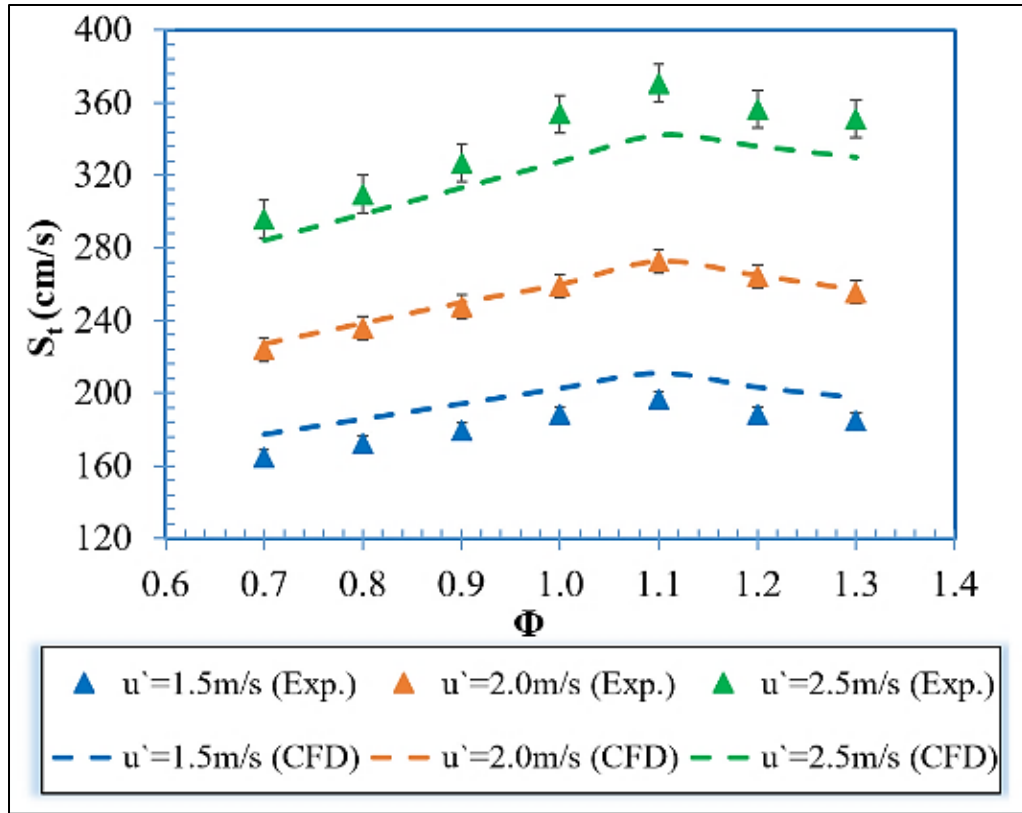 400
360
320
280
240
200
160
120
S_t (cm/s)
0.6 0.7 0.8 0.9 1.0 1.1 1.2 1.3 1.4
Φ
u`=1.5m/s (Exp.) u`=2.0m/s (Exp.) u`=2.5m/s (Exp.)
u`=1.5m/s (CFD) u`=2.0m/s (CFD) u`=2.5m/s (CFD)